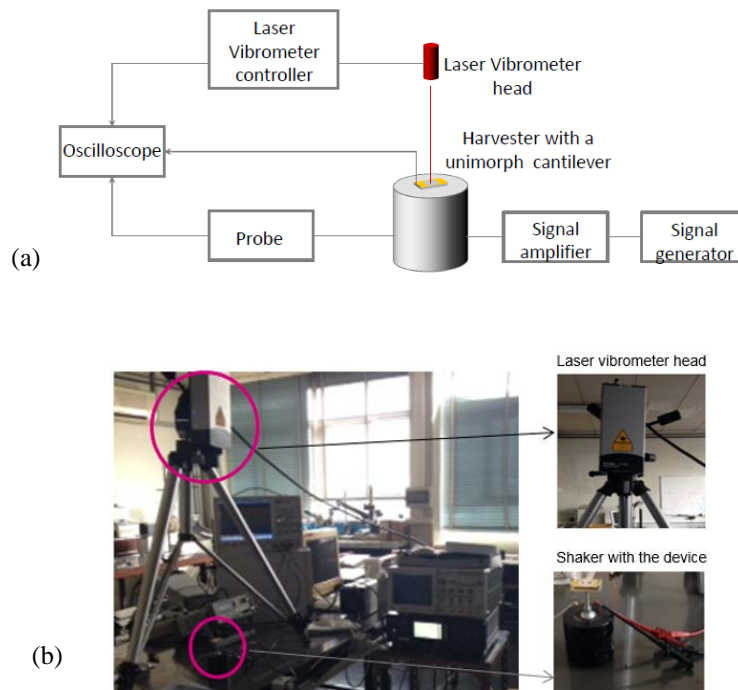 Laser
Vibrometer
controller
Laser Vibrometer
head
Oscilloscope
Harvester with a
unimorph cantilever
Probe
Signal
amplifier
Signal
generator
(a)
Laser vibrometer head
Shaker with the device
(b)